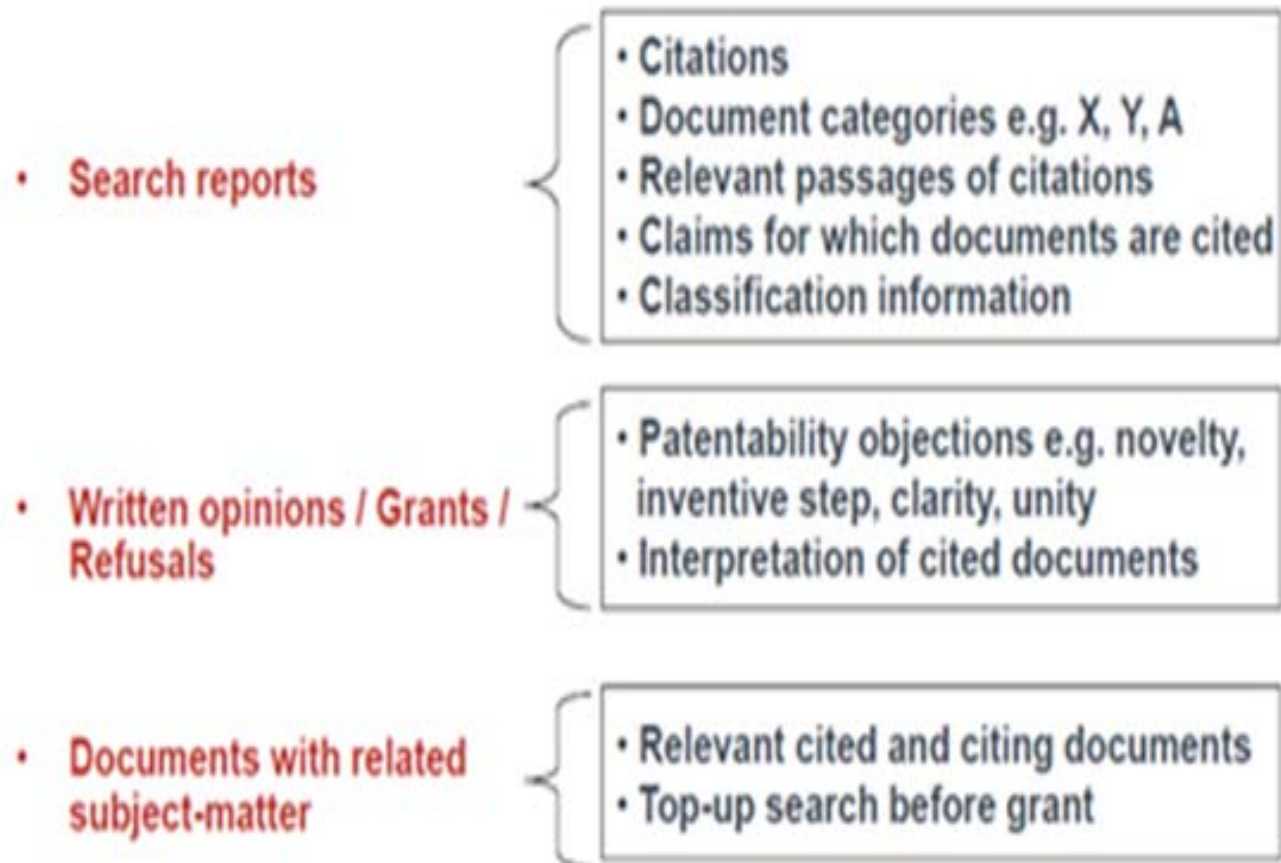 • Search reports
• Citations
• Document categories e.g. X, Y, A
• Relevant passages of citations
• Claims for which documents are cited
• Classification information
• Written opinions / Grants /
Refusals
• Patentability objections e.g. novelty,
inventive step, clarity, unity
• Interpretation of cited documents
• Documents with related
subject-matter
• Relevant cited and citing documents
• Top-up search before grant